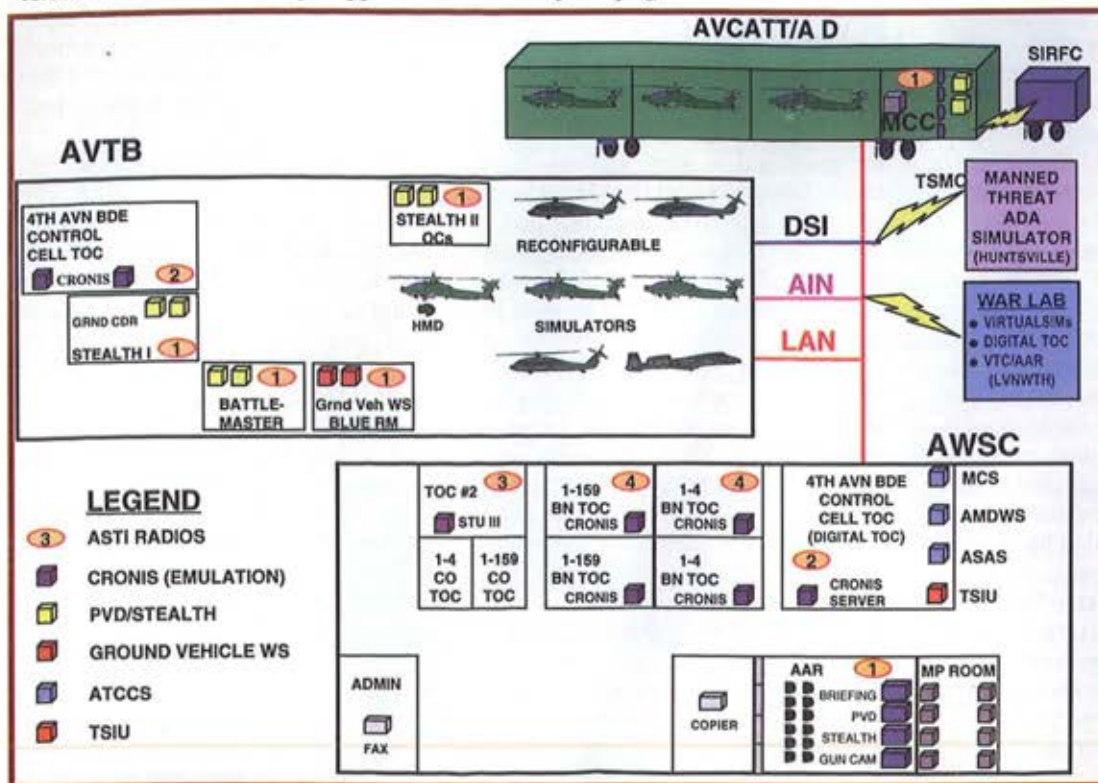 AVCATT/A D
SIRFC
1
MCC
AVTB
4TH AVN BDE
CONTROL
CELL TOC
CRONIS
2
GRND CDR
STEALTH I
1
1
STEALTH II
OCs
RECONFIGURABLE
HMD
SIMULATORS
1
BATTLE-
MASTER
1
Grnd Veh WS
BLUE RM
DSI
AIN
LAN
TSMO
MANNED
THREAT
ADA
SIMULATOR
(HUNTSVILLE)
WAR LAB
● VIRTUALSIMs
● DIGITAL TOC
● VTC/AAR
(LVNWTH)
AWSC
TOC #2
3
STU III
1-4
CO
TOC
1-159
CO
TOC
4
1-159
BN TOC
CRONIS
4
1-4
BN TOC
CRONIS
1-159
BN TOC
CRONIS
1-4
BN TOC
CRONIS
4TH AVN BDE
CONTROL
CELL TOC
(DIGITAL TOC)
2
CRONIS
SERVER
MCS
AMDWS
ASAS
TSIU
LEGEND
3 ASTI RADIOS
CRONIS (EMULATION)
PVD/STEALTH
GROUND VEHICLE WS
ATCCS
TSIU
ADMIN
FAX
COPIER
AAR
1
BRIEFING
PVD
STEALTH
GUN CAM
MP ROOM